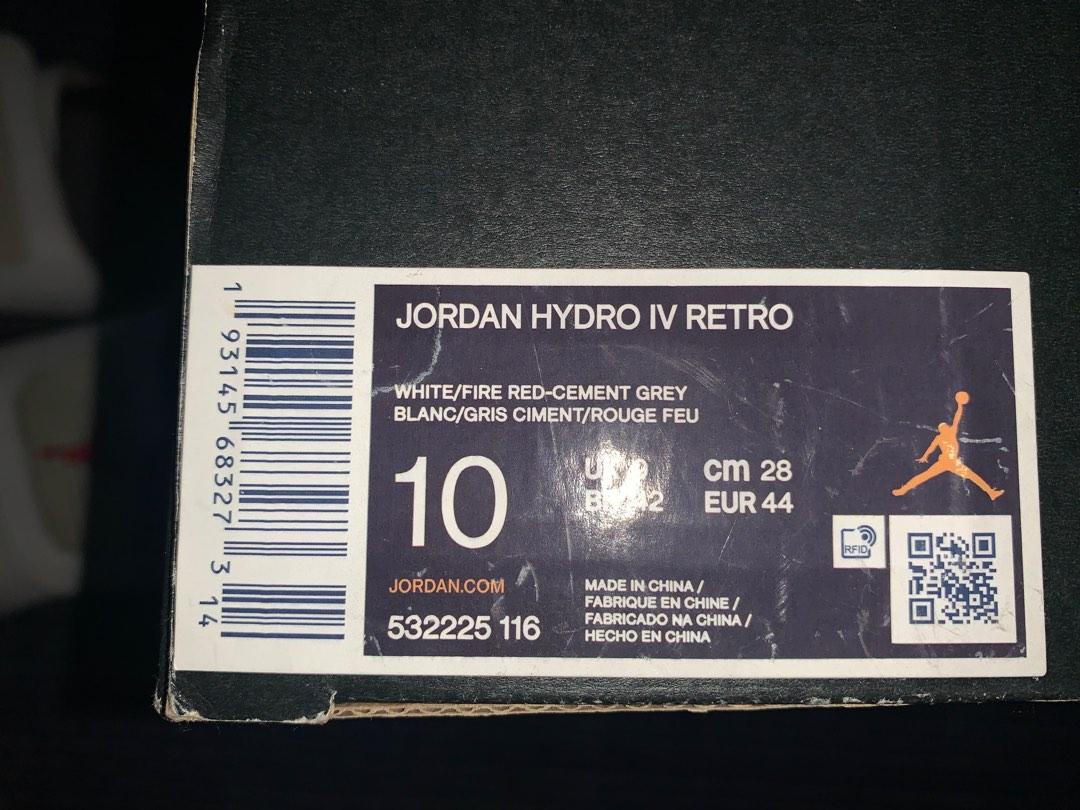 JORDAN HYDRO IV RETRO
WHITE/FIRE RED-CEMENT GREY
BLANC/GRIS CIMENT/ROUGE FEU
10
cm 28
EUR 44
RFID
JORDAN.COM
532225 116
MADE IN CHINA /
FABRIQUE EN CHINE /
FABRICADO NA CHINA /
HECHO EN CHINA
1 93145 68327 3 14